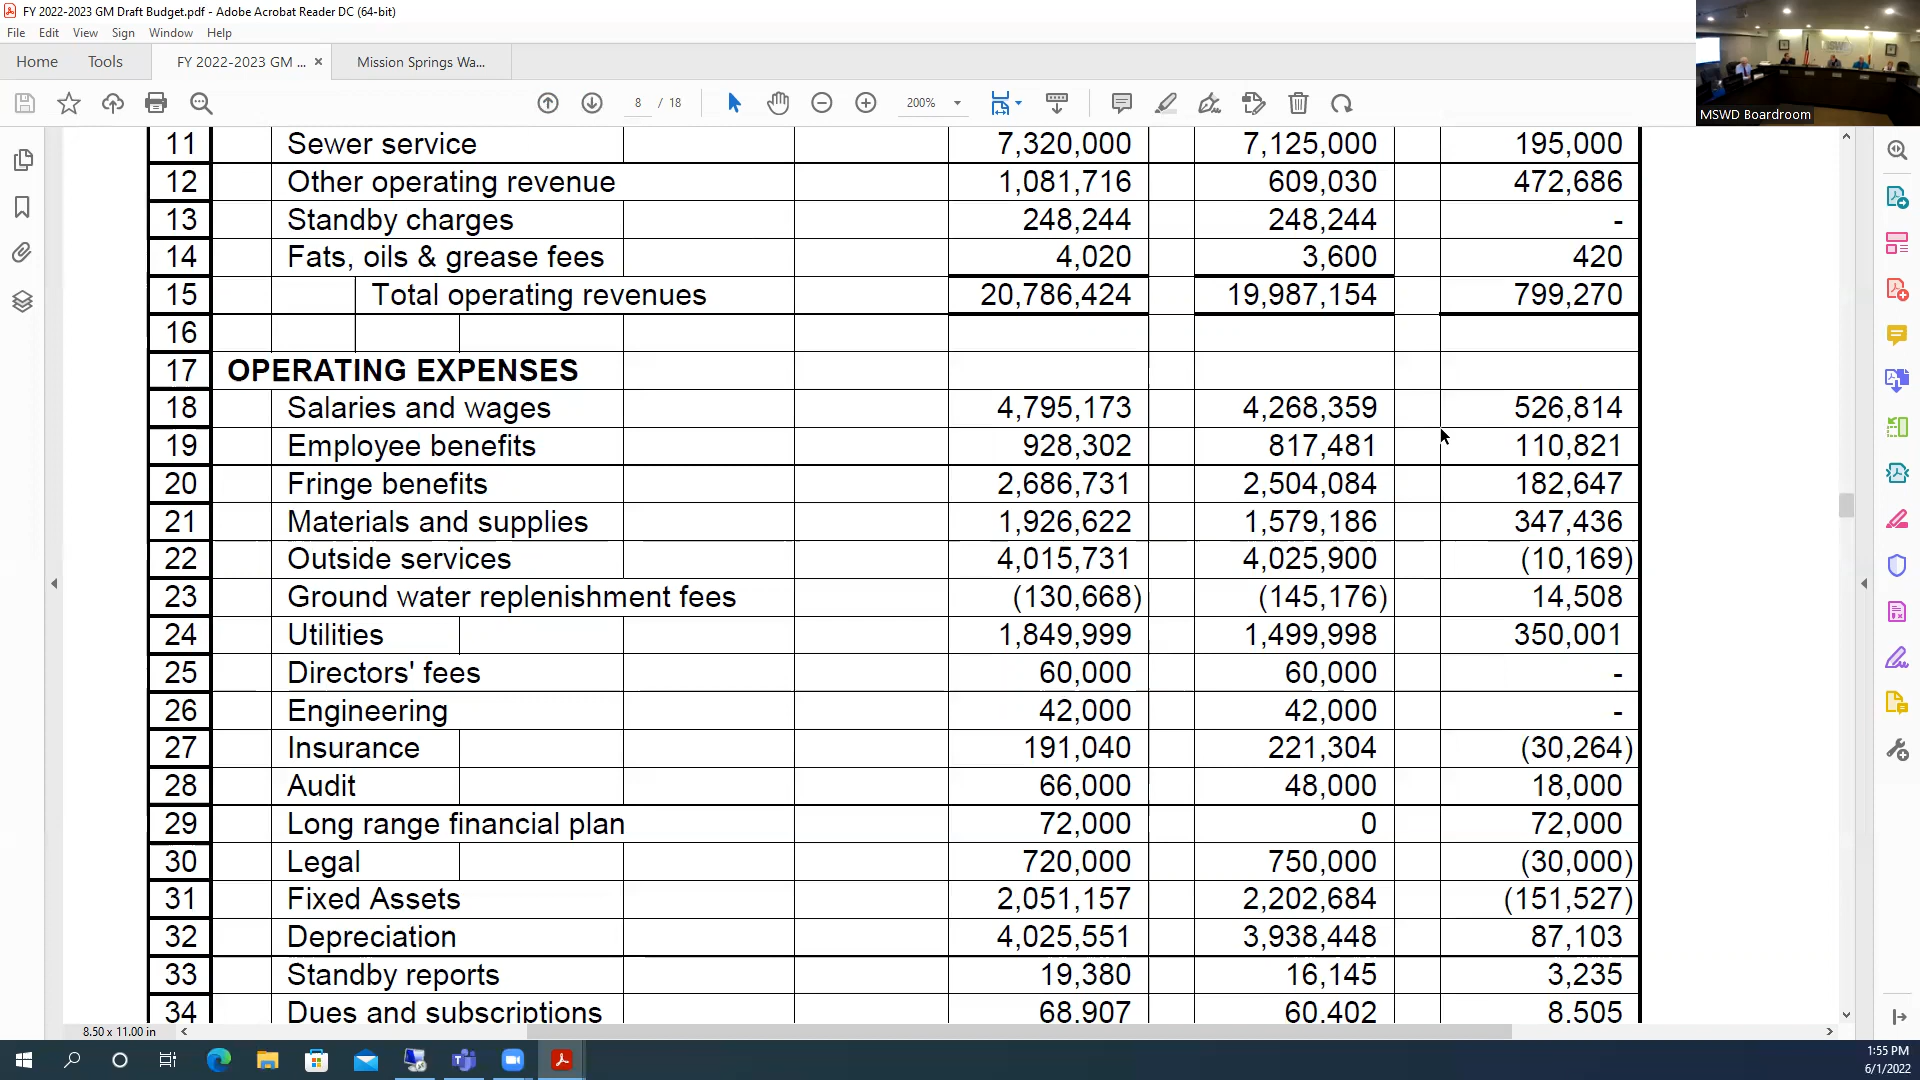 FY 2022-2023 GM Draft Budget.pdf - Adobe Acrobat Reader DC (64-bit)
File Edit View Sign Window Help
Home Tools FY 2022-2023 GM ... × Mission Springs Wa...
8 / 18 200%
MSWD Boardroom
11 Sewer service 7,320,000 7,125,000 195,000
12 Other operating revenue 1,081,716 609,030 472,686
13 Standby charges 248,244 248,244 -
14 Fats, oils & grease fees 4,020 3,600 420
15 Total operating revenues 20,786,424 19,987,154 799,270
16
17 OPERATING EXPENSES
18 Salaries and wages 4,795,173 4,268,359 526,814
19 Employee benefits 928,302 817,481 110,821
20 Fringe benefits 2,686,731 2,504,084 182,647
21 Materials and supplies 1,926,622 1,579,186 347,436
22 Outside services 4,015,731 4,025,900 (10,169)
23 Ground water replenishment fees (130,668) (145,176) 14,508
24 Utilities 1,849,999 1,499,998 350,001
25 Directors' fees 60,000 60,000 -
26 Engineering 42,000 42,000 -
27 Insurance 191,040 221,304 (30,264)
28 Audit 66,000 48,000 18,000
29 Long range financial plan 72,000 0 72,000
30 Legal 720,000 750,000 (30,000)
31 Fixed Assets 2,051,157 2,202,684 (151,527)
32 Depreciation 4,025,551 3,938,448 87,103
33 Standby reports 19,380 16,145 3,235
34 Dues and subscriptions 68,907 60,402 8,505
8.50 x 11.00 in
1:55 PM
6/1/2022